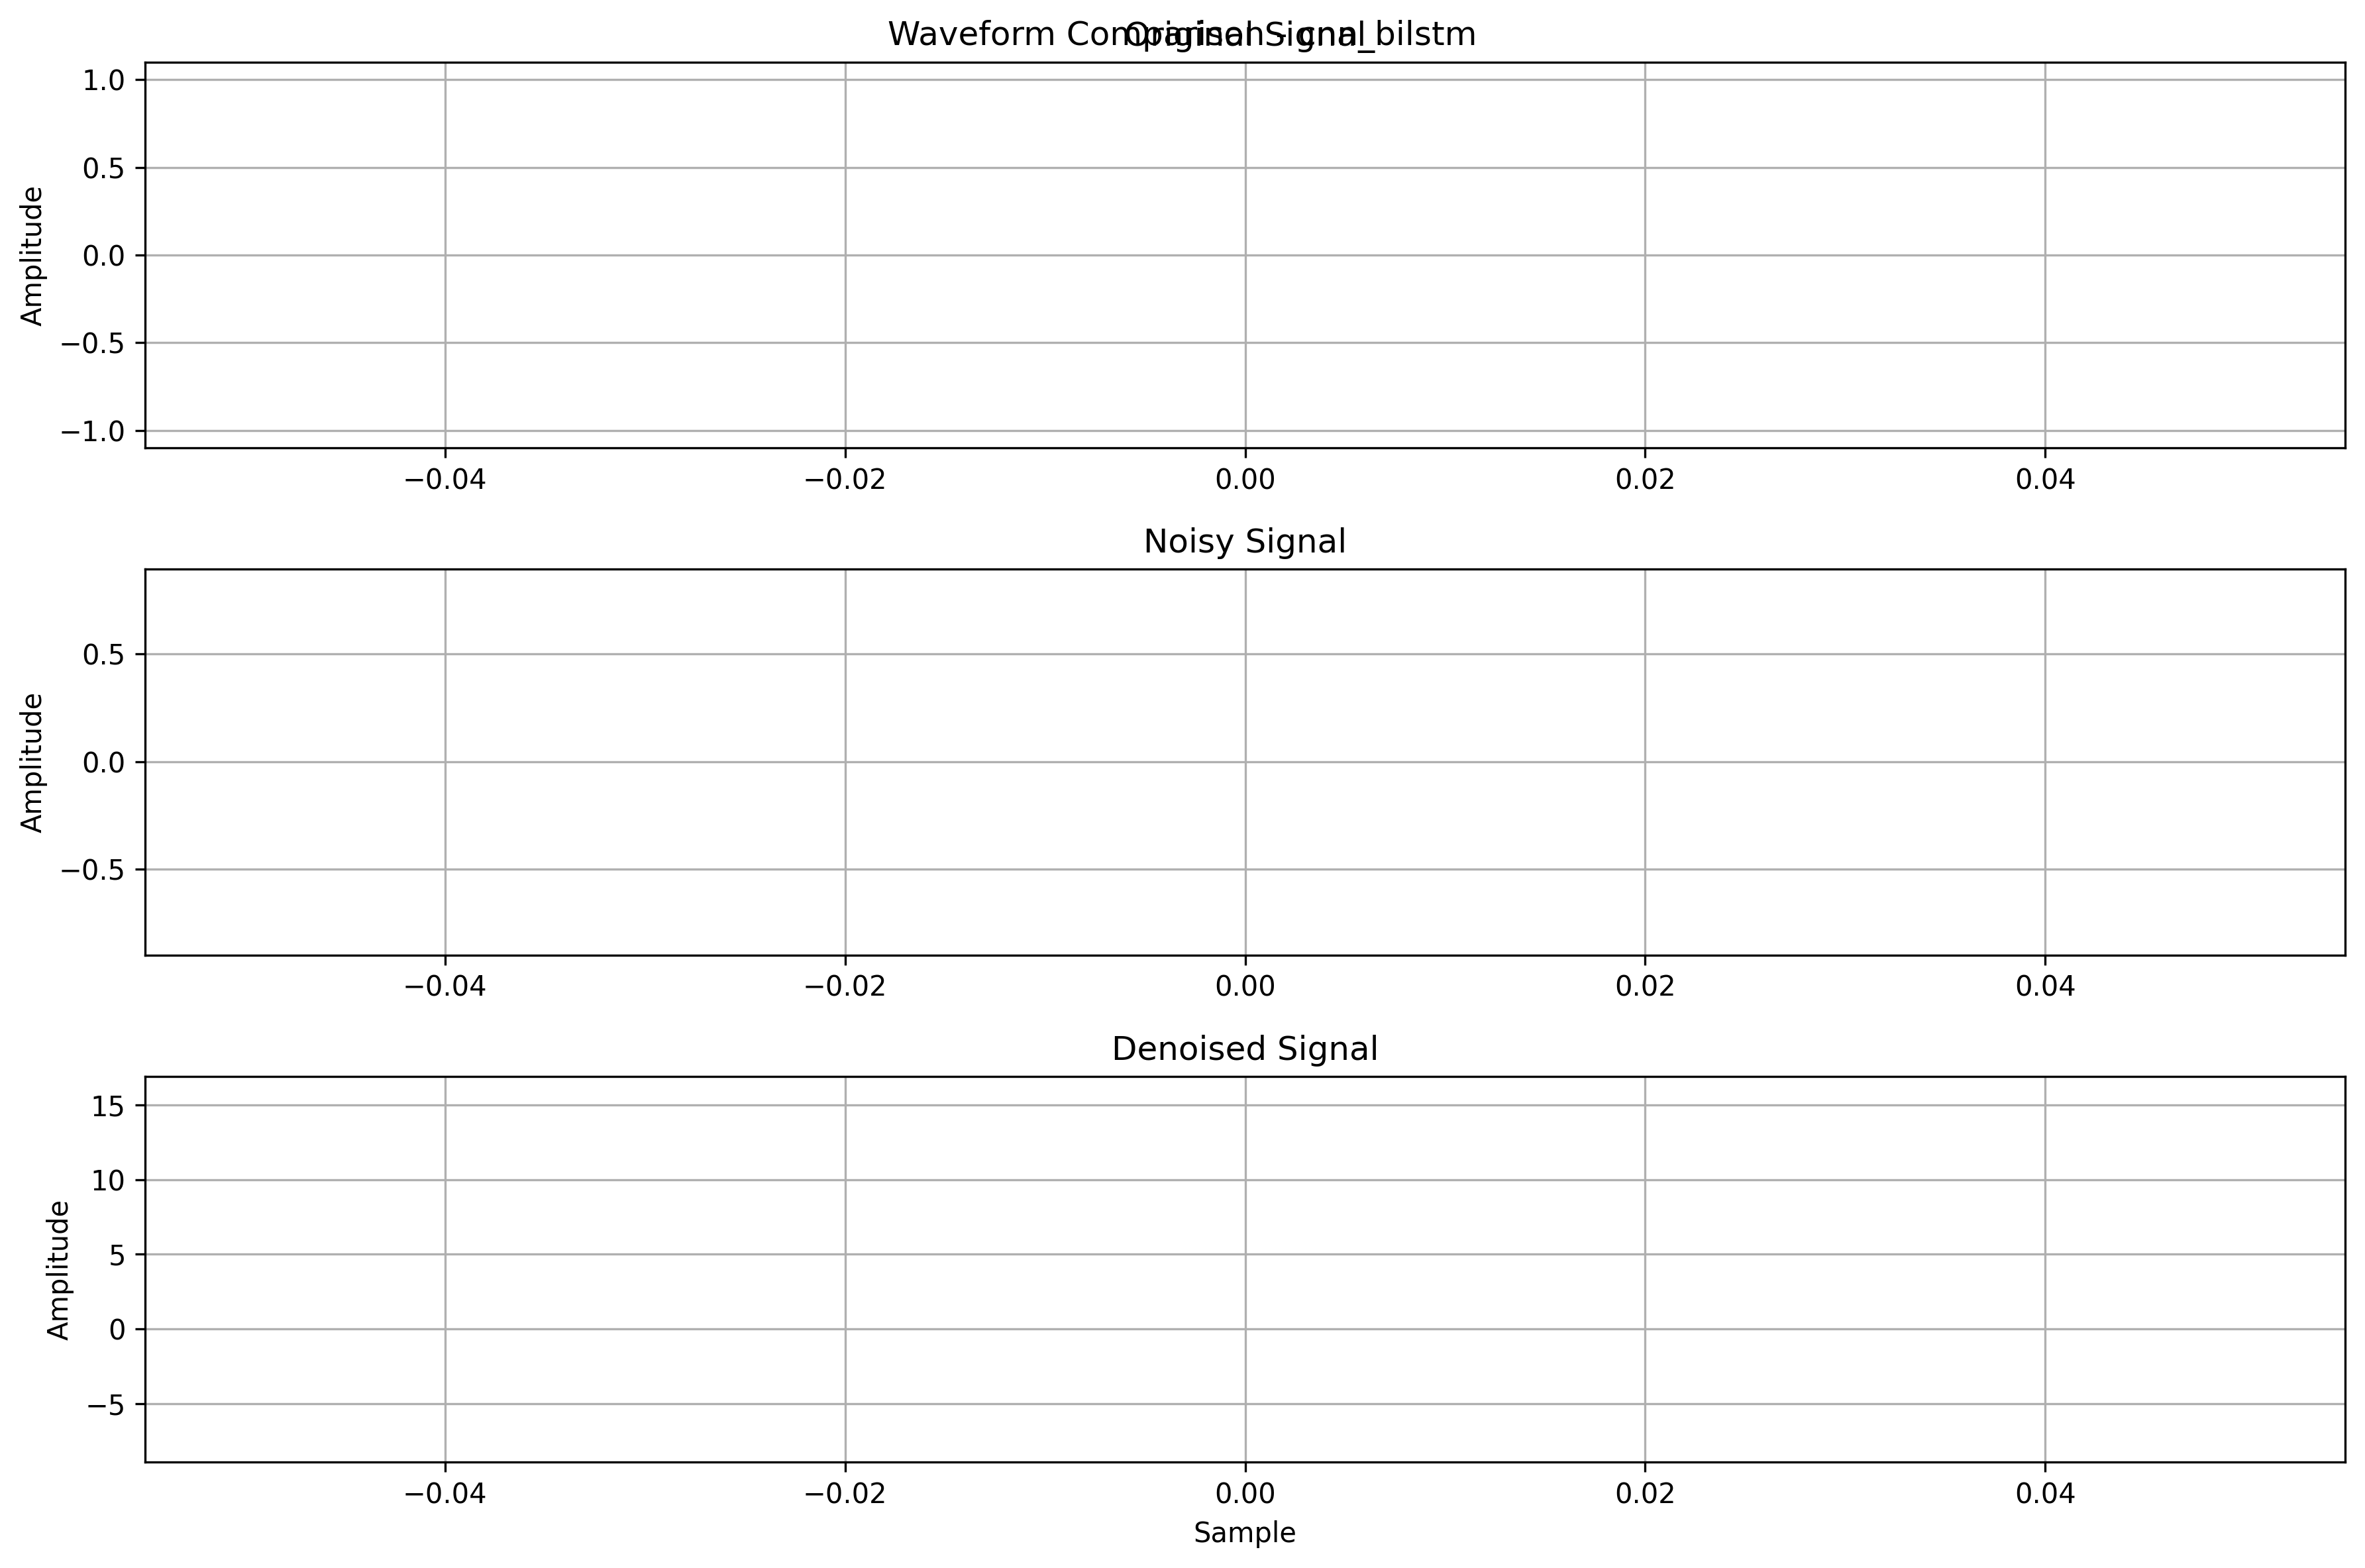 Waveform Comparison - cnn_bilstm
Original Signal
1.0
0.5
0.0
−0.5
−1.0
Amplitude
−0.04 −0.02 0.00 0.02 0.04
Noisy Signal
0.5
0.0
−0.5
Amplitude
−0.04 −0.02 0.00 0.02 0.04
Denoised Signal
15
10
5
0
−5
Amplitude
−0.04 −0.02 0.00 0.02 0.04
Sample